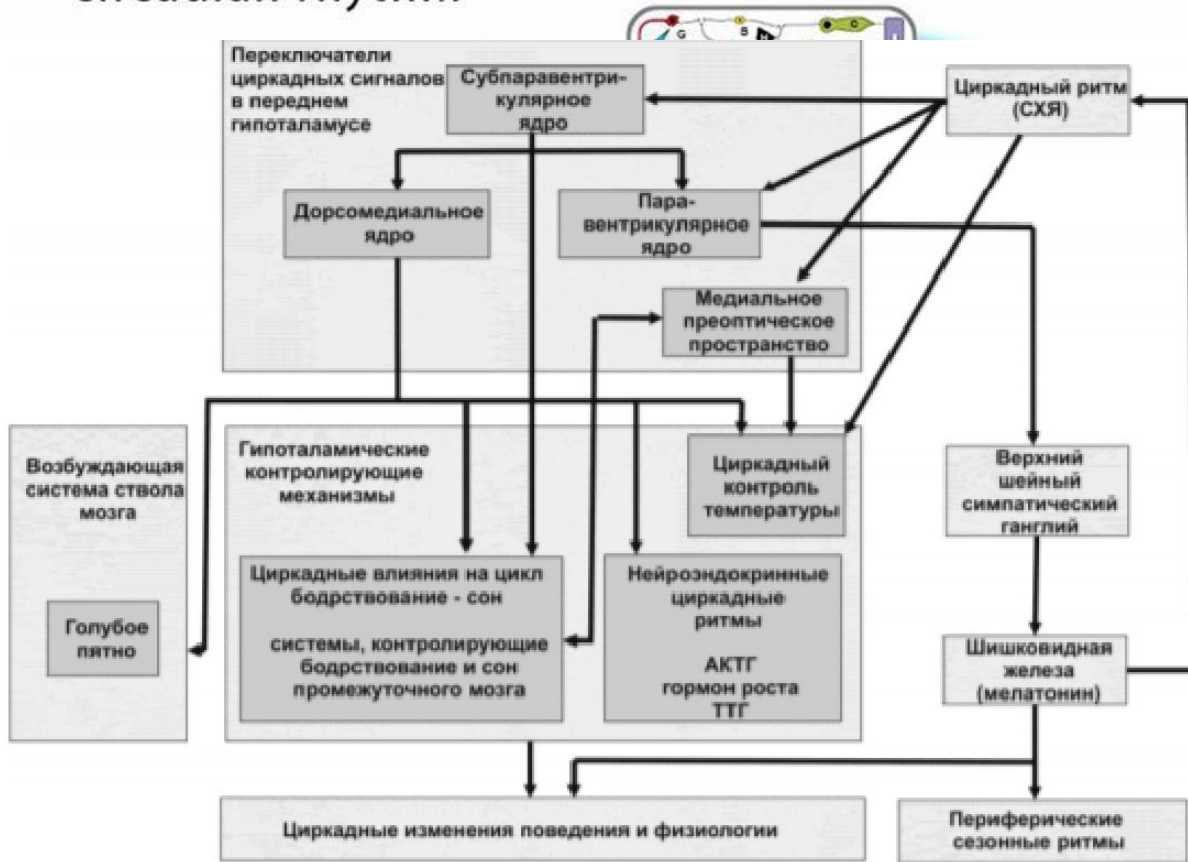 Переключатели
циркадных сигналов
в переднем
гипоталамусе
Субпаравентри-
кулярное
ядро
Циркадный ритм
(СХЯ)
Дорсомедиальное
ядро
Пара-
вентрикулярное
ядро
Медиальное
преоптическое
пространство
Возбуждающая
система ствола
мозга
Голубое
пятно
Гипоталамические
контролирующие
механизмы
Циркадный
контроль
температуры
Циркадные влияния на цикл
бодрствование - сон
системы, контролирующие
бодрствование и сон
промежуточного мозга
Нейроэндокринные
циркадные
ритмы
АКТГ
гормон роста
ТТГ
Верхний
шейный
симпатический
ганглий
Шишковидная
железа
(мелатонин)
Циркадные изменения поведения и физиологии
Периферические
сезонные ритмы